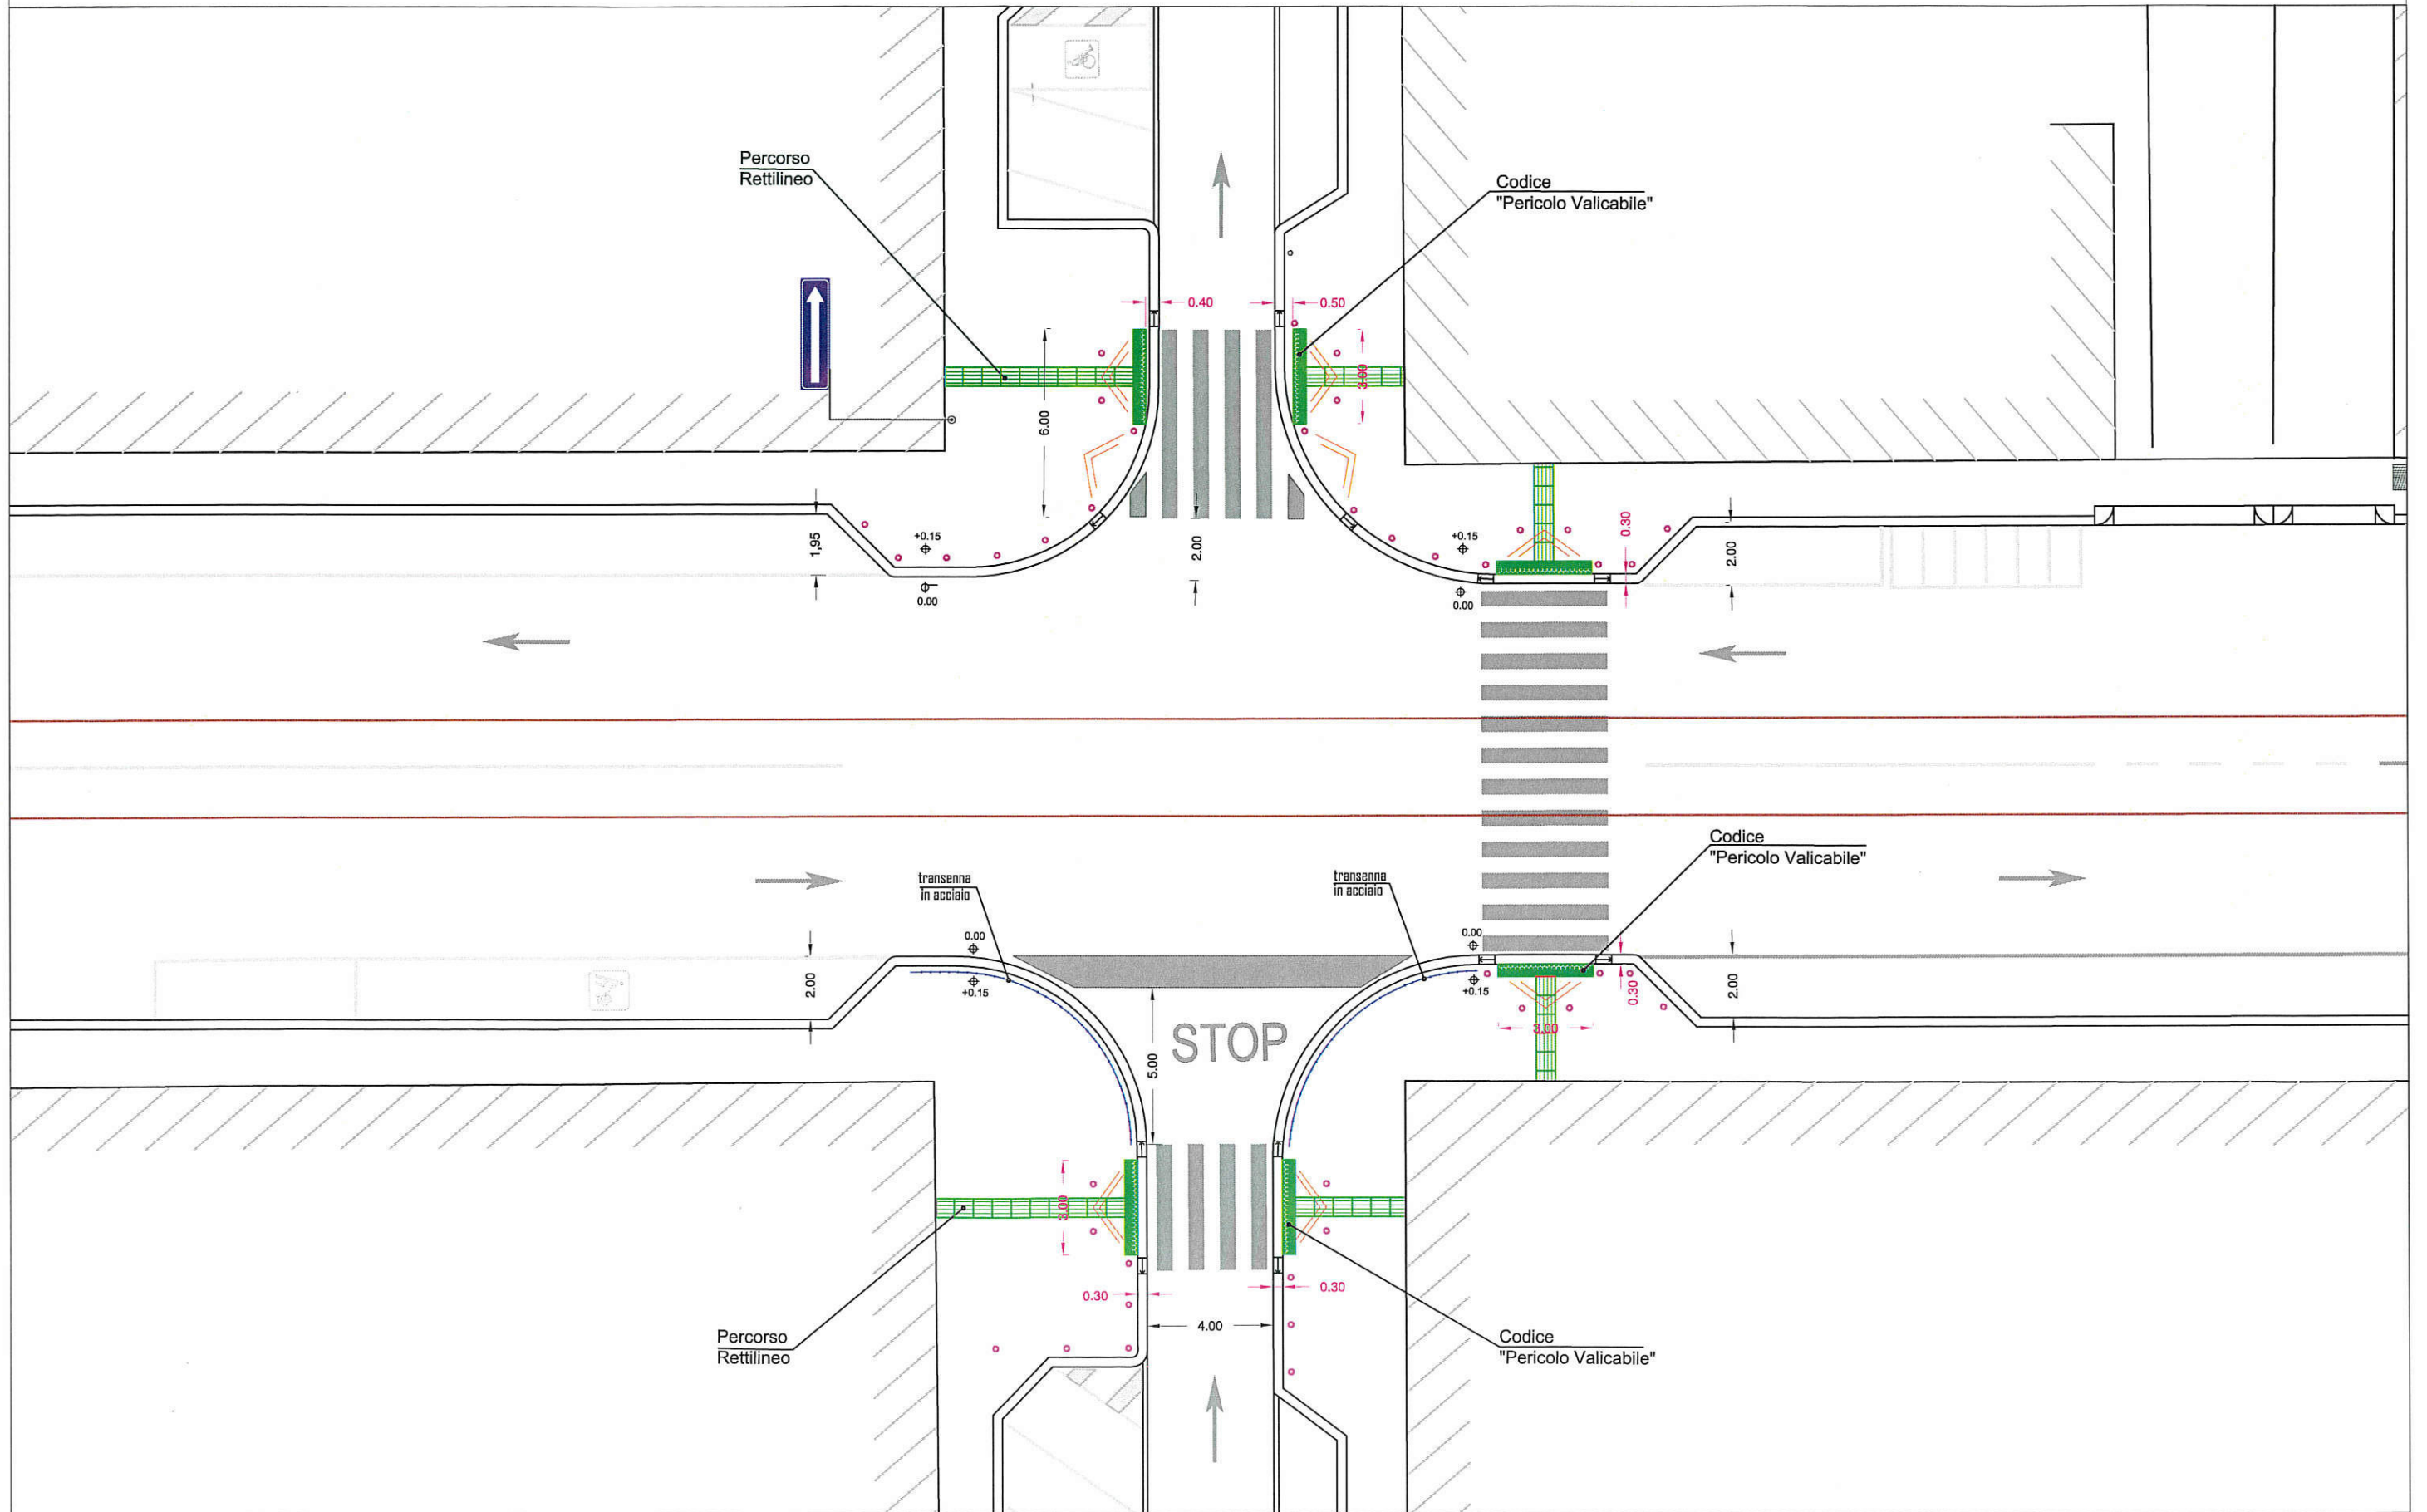 Percorso
Rettilineo
Codice
"Pericolo Valicabile"
0.40
0.50
3.00
6.00
1,95
+0.15
0.00
2.00
+0.15
0.00
0.30
2.00
Codice
"Pericolo Valicabile"
transenna
in acciaio
transenna
in acciaio
0.00
+0.15
2.00
0.00
+0.15
0.30
2.00
3.00
5.00
STOP
3.00
0.30
0.30
4.00
Percorso
Rettilineo
Codice
"Pericolo Valicabile"